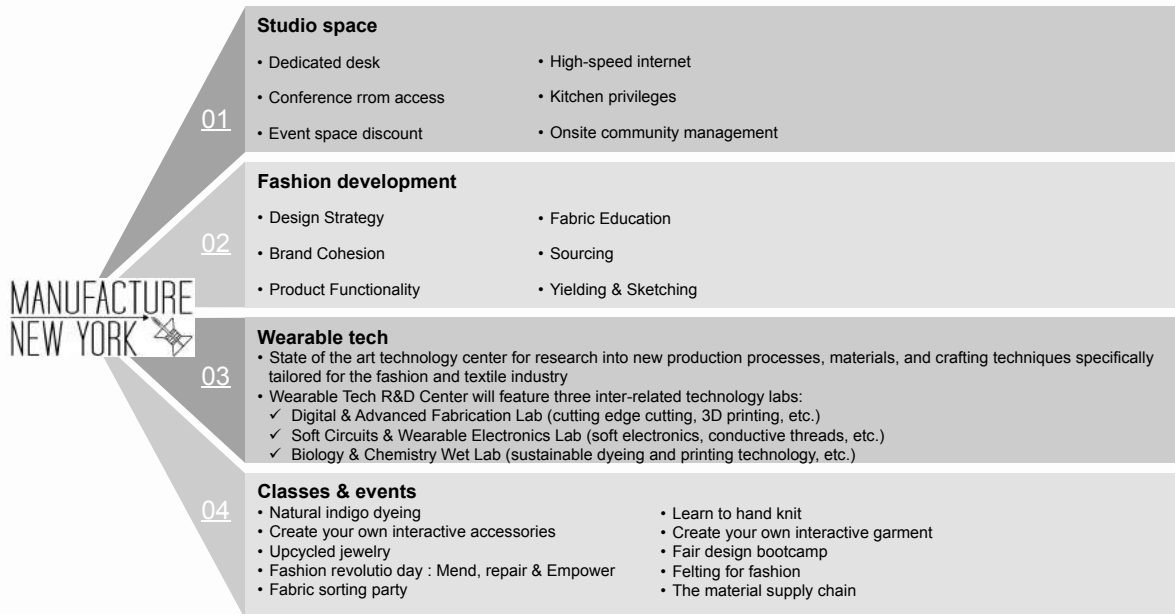 MANUFACTURE
NEW YORK
01
Studio space
• Dedicated desk
• Conference rrom access
• Event space discount
• High-speed internet
• Kitchen privileges
• Onsite community management
02
Fashion development
• Design Strategy
• Brand Cohesion
• Product Functionality
• Fabric Education
• Sourcing
• Yielding & Sketching
03
Wearable tech
• State of the art technology center for research into new production processes, materials, and crafting techniques specifically
tailored for the fashion and textile industry
• Wearable Tech R&D Center will feature three inter-related technology labs:
✓ Digital & Advanced Fabrication Lab (cutting edge cutting, 3D printing, etc.)
✓ Soft Circuits & Wearable Electronics Lab (soft electronics, conductive threads, etc.)
✓ Biology & Chemistry Wet Lab (sustainable dyeing and printing technology, etc.)
04
Classes & events
• Natural indigo dyeing
• Create your own interactive accessories
• Upcycled jewelry
• Fashion revolutio day : Mend, repair & Empower
• Fabric sorting party
• Learn to hand knit
• Create your own interactive garment
• Fair design bootcamp
• Felting for fashion
• The material supply chain